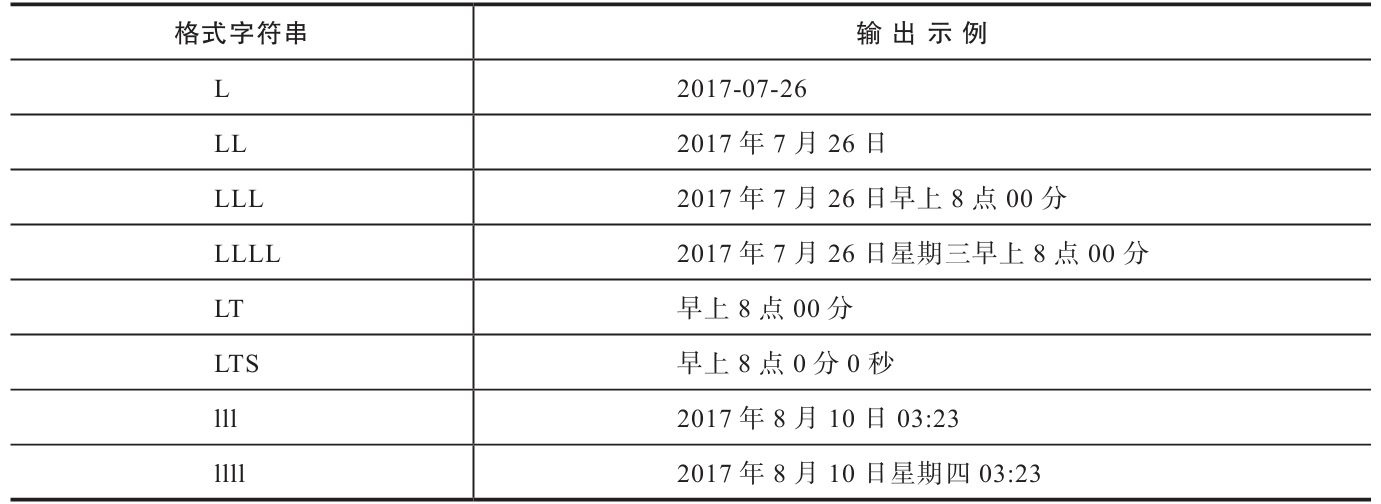 格式字符串 输出示例
L 2017-07-26
LL 2017 年 7 月 26 日
LLL 2017 年 7 月 26 日早上 8 点 00 分
LLLL 2017 年 7 月 26 日星期三早上 8 点 00 分
LT 早上 8 点 00 分
LTS 早上 8 点 0 分 0 秒
lll 2017 年 8 月 10 日 03:23
llll 2017 年 8 月 10 日星期四 03:23